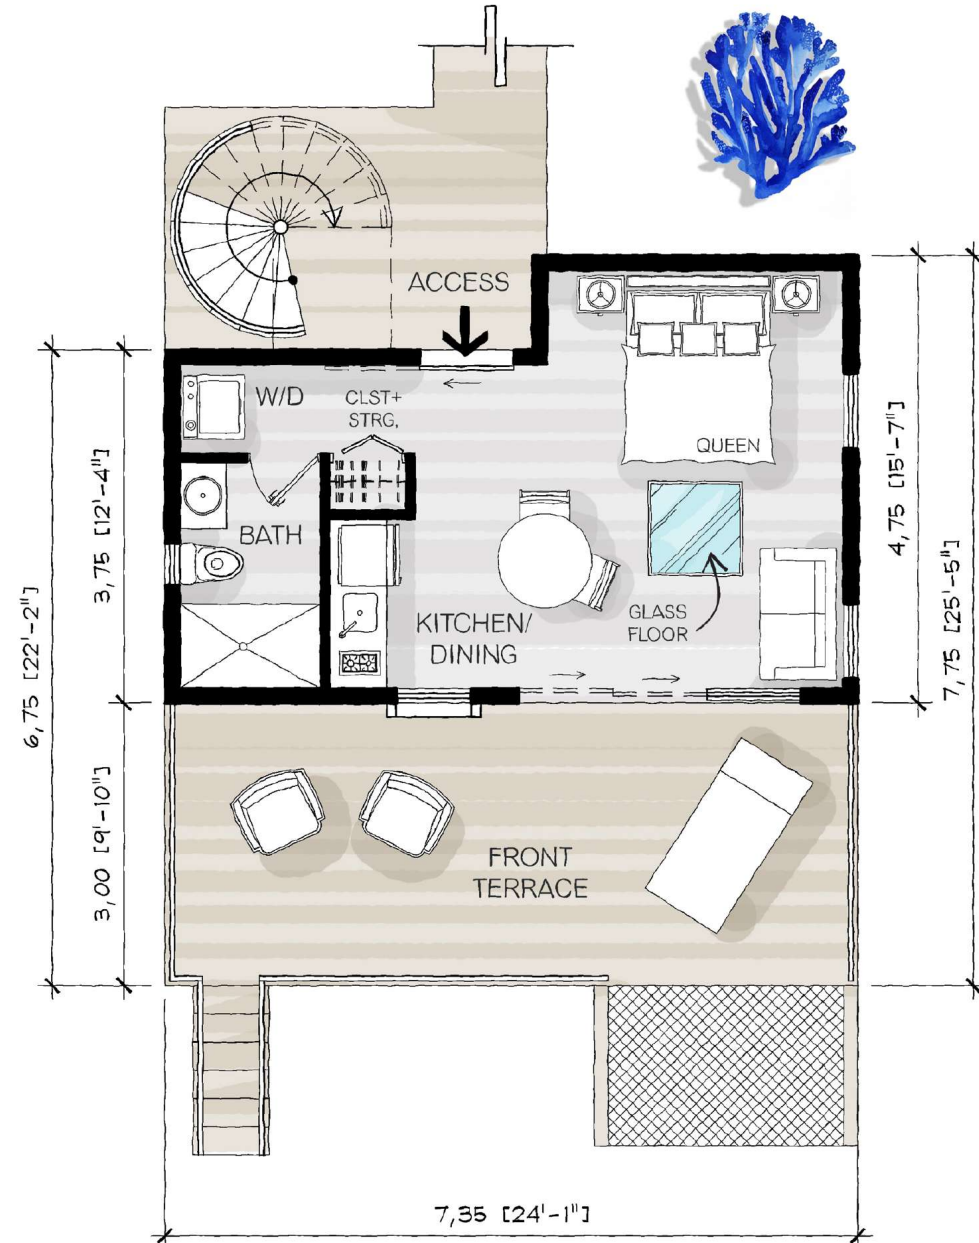 ACCESS
W/D
CLST+
STRG.
QUEEN
BATH
GLASS
FLOOR
KITCHEN/
DINING
FRONT
TERRACE
6,75 [22'-2"]
3,75 [12'-4"]
3,00 [9'-10"]
4,75 [15'-7"]
7,75 [25'-5"]
7,35 [24'-1"]